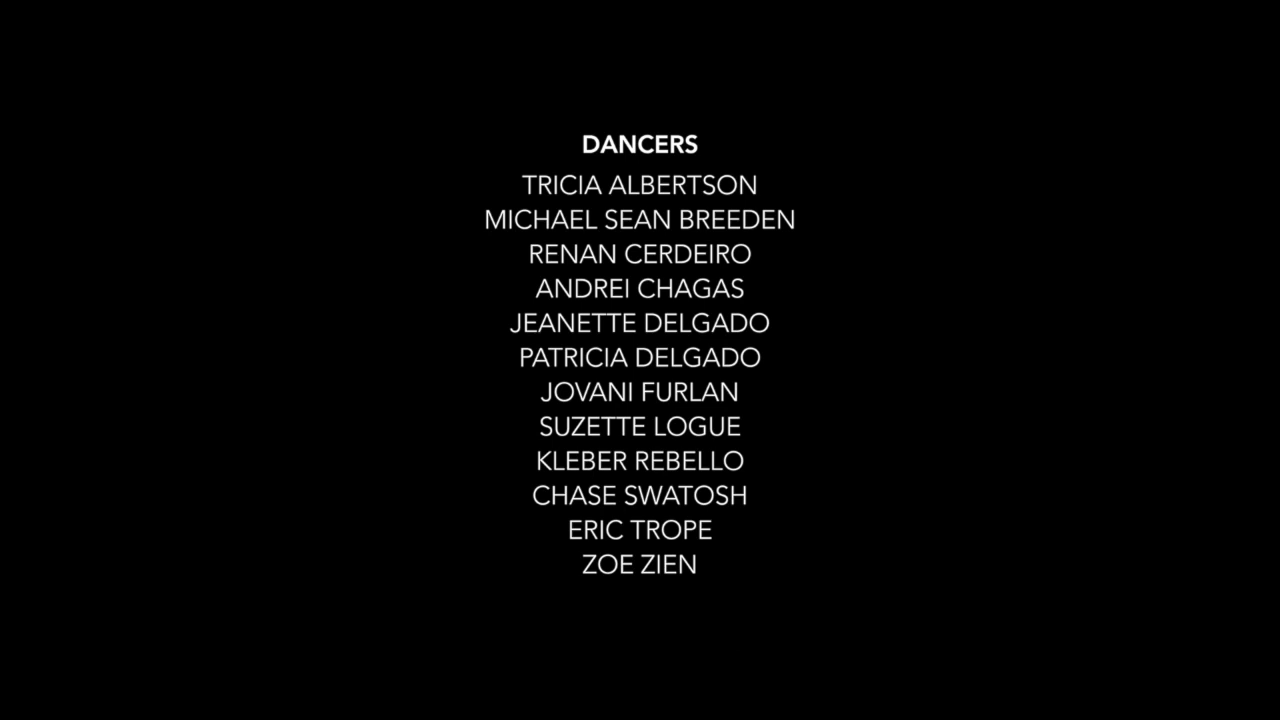 DANCERS
TRICIA ALBERTSON
MICHAEL SEAN BREEDEN
RENAN CERDEIRO
ANDREI CHAGAS
JEANETTE DELGADO
PATRICIA DELGADO
JOVANI FURLAN
SUZETTE LOGUE
KLEBER REBELLO
CHASE SWATOSH
ERIC TROPE
ZOE ZIEN